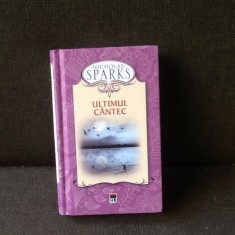 NICHOLAS
SPARKS
ULTIMUL
CÂNTEC